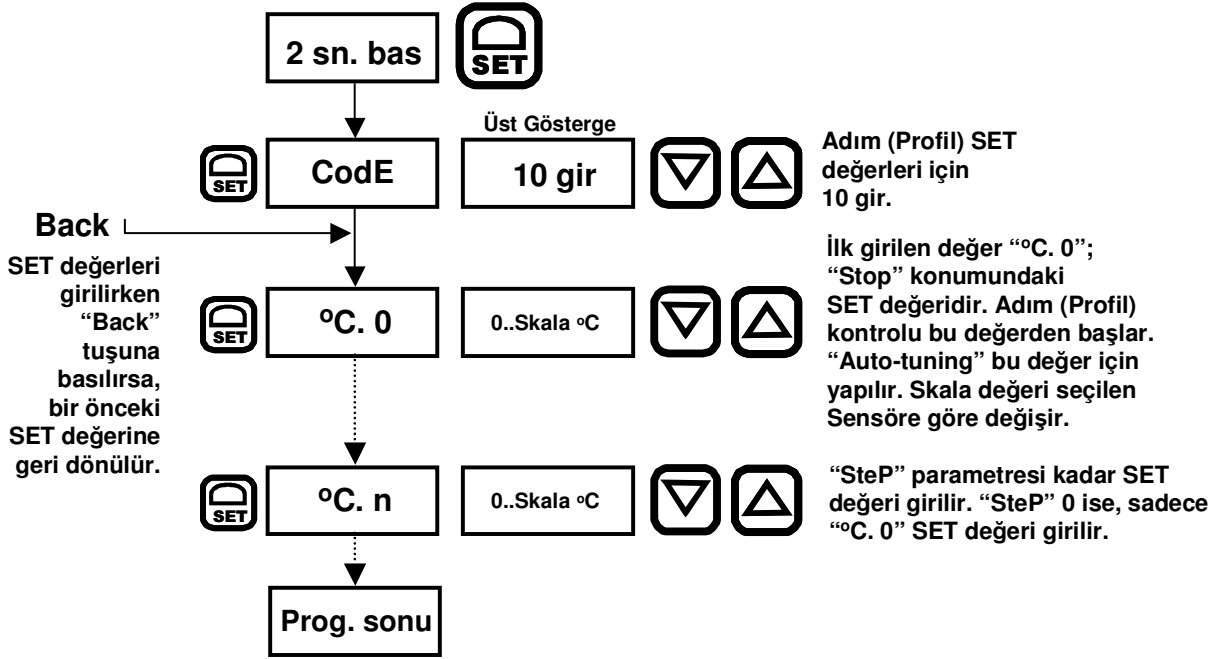 2 sn. bas
SET
Üst Gösterge
SET
CodE
10 gir
Adım (Profil) SET
değerleri için
10 gir.
Back
SET değerleri
girilirken
“Back”
tuşuna
basılırsa,
bir önceki
SET değerine
geri dönülür.
SET
ºC. 0
0..Skala ºC
İlk girilen değer “ºC. 0”;
“Stop” konumundaki
SET değeridir. Adım (Profil)
kontrolu bu değerden başlar.
“Auto-tuning” bu değer için
yapılır. Skala değeri seçilen
Sensöre göre değişir.
SET
ºC. n
0..Skala ºC
“SteP” parametresi kadar SET
değeri girilir. “SteP” 0 ise, sadece
“ºC. 0” SET değeri girilir.
Prog. sonu